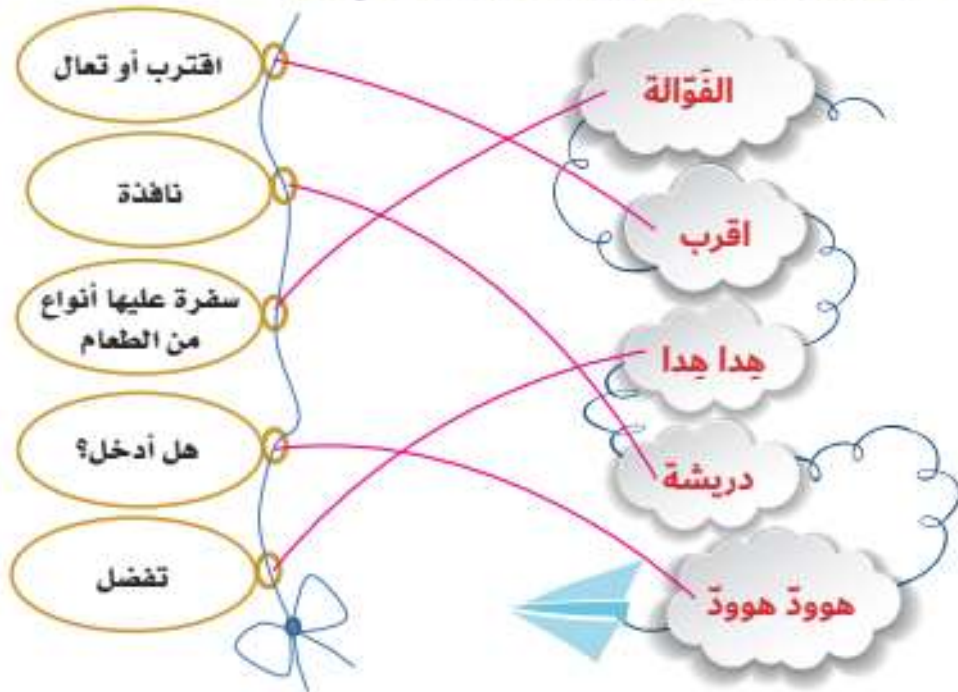 الفَوّالة
اقرب
هِدا هِدا
دريشة
هوودّ هوودّ
اقترب أو تعال
نافذة
سفرة عليها أنواع
من الطعام
هل أدخل؟
تفضل